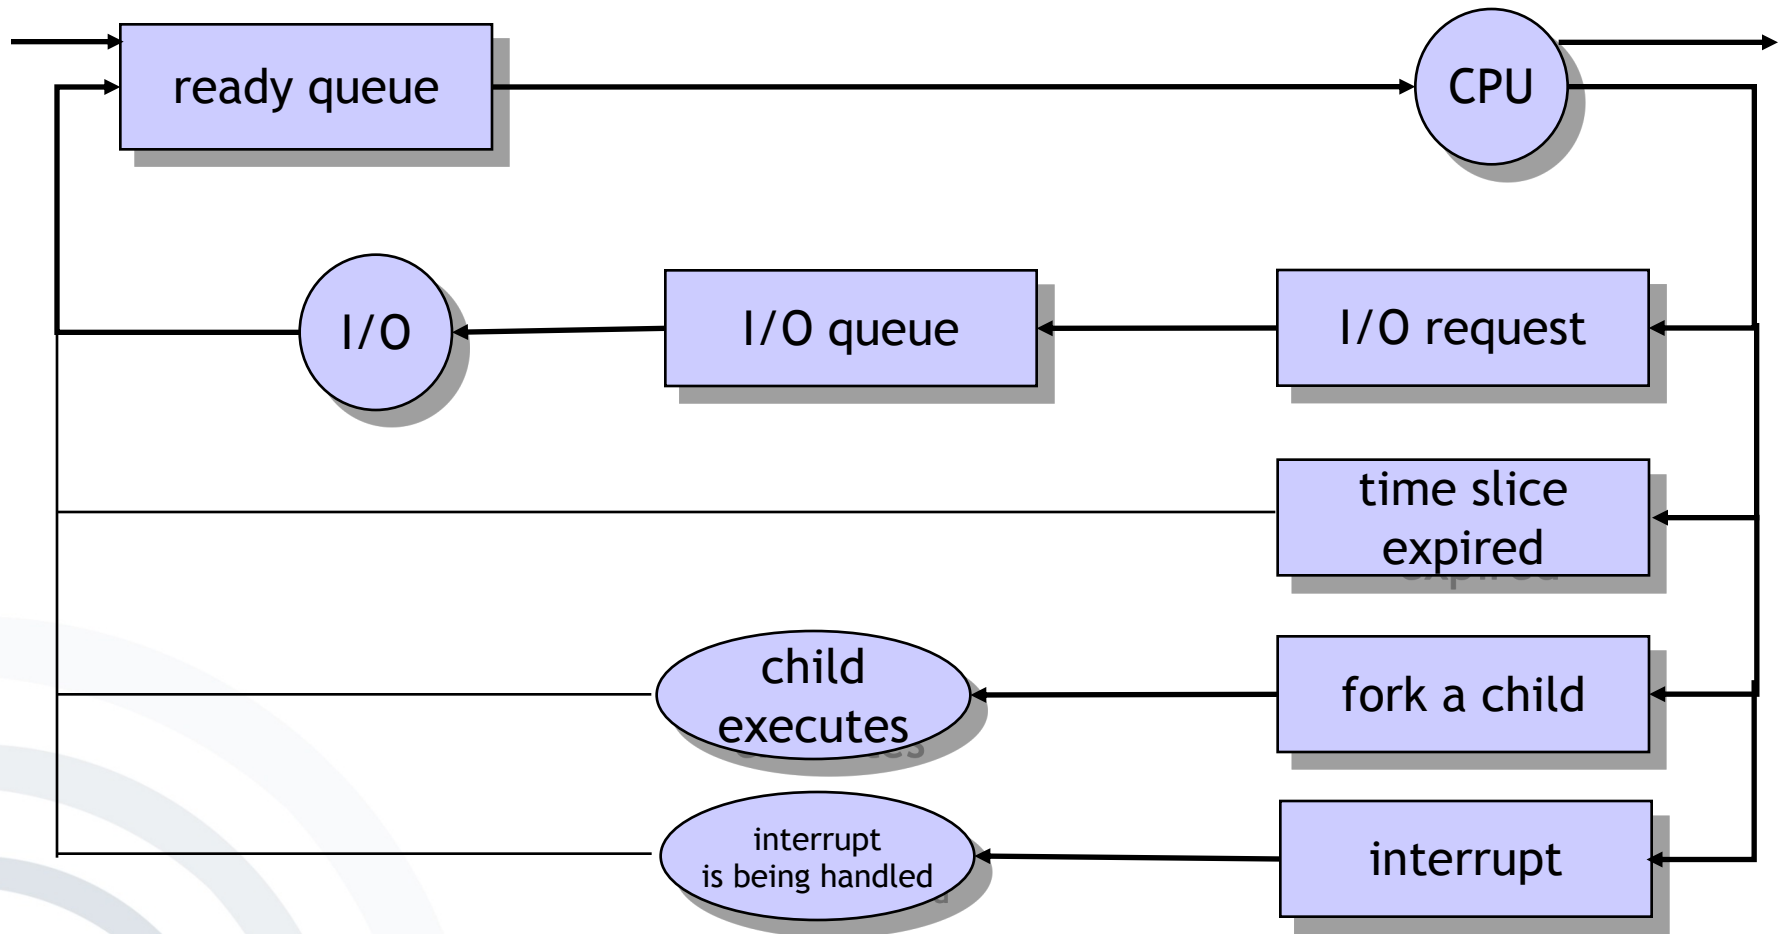 ready queue
CPU
I/O
I/O queue
I/O request
time slice
expired
child
executes
fork a child
interrupt
is being handled
interrupt